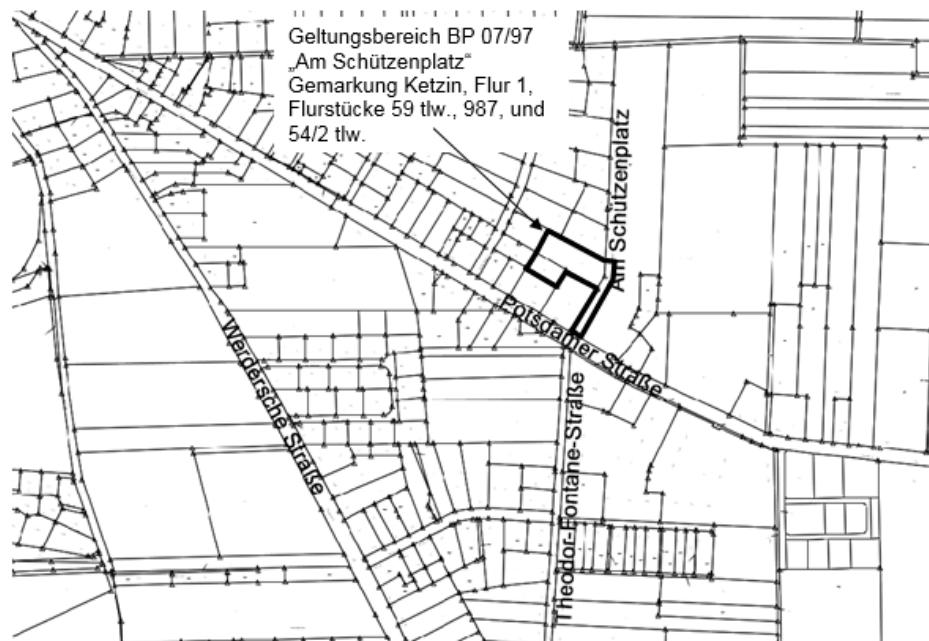 Geltungsbereich BP 07/97
„Am Schützenplatz“
Gemarkung Ketzin, Flur 1,
Flurstücke 59 tlw., 987, und
54/2 tlw.
Am Schützenplatz
Potsdamer Straße
Werdersche Straße
Theodor-Fontane-Straße